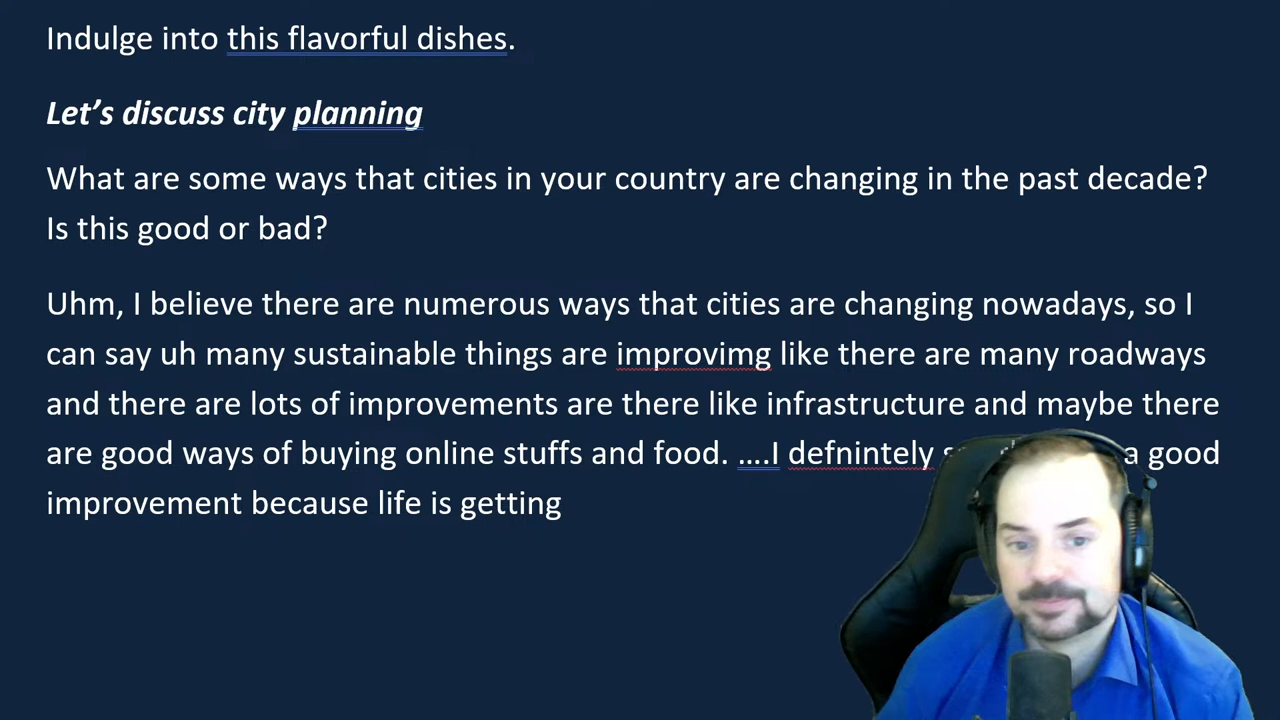 Indulge into this flavorful dishes.
Let’s discuss city planning
What are some ways that cities in your country are changing in the past decade?
Is this good or bad?
Uhm, I believe there are numerous ways that cities are changing nowadays, so I
can say uh many sustainable things are improvimg like there are many roadways
and there are lots of improvements are there like infrastructure and maybe there
are good ways of buying online stuffs and food. ….I defnintely a good
improvement because life is getting